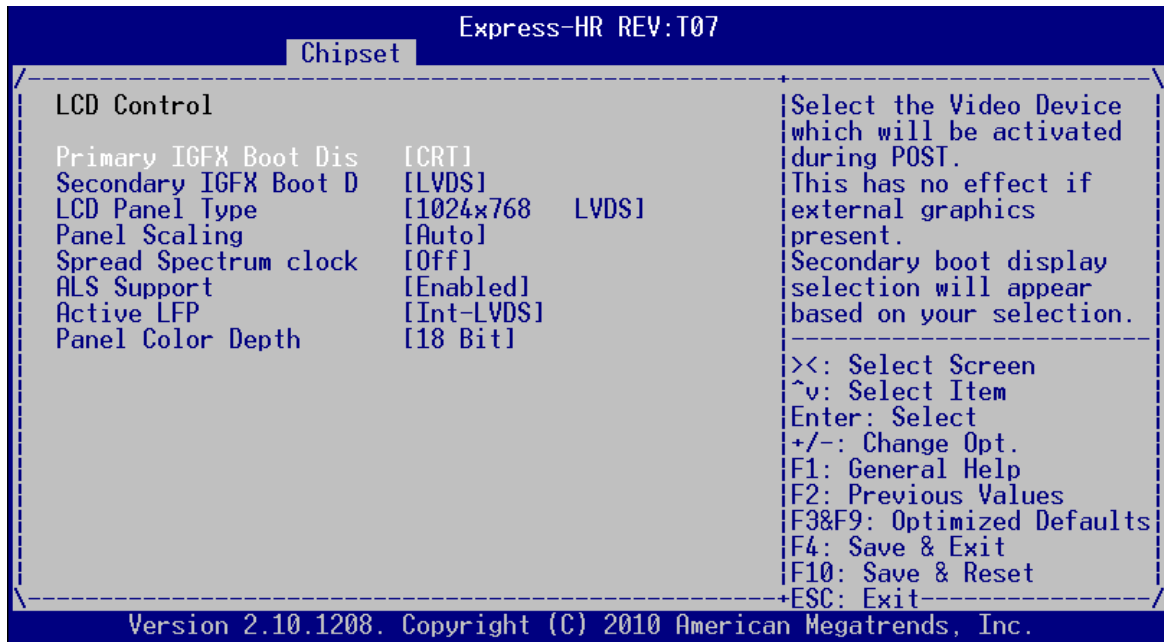 Express-HR REV:T07
Chipset
LCD Control
Primary IGFX Boot Dis [CRT]
Secondary IGFX Boot D [LVDS]
LCD Panel Type [1024x768 LVDS]
Panel Scaling [Auto]
Spread Spectrum clock [Off]
ALS Support [Enabled]
Active LFP [Int-LVDS]
Panel Color Depth [18 Bit]
Select the Video Device
which will be activated
during POST.
This has no effect if
external graphics
present.
Secondary boot display
selection will appear
based on your selection.
><: Select Screen
^v: Select Item
Enter: Select
+/-: Change Opt.
F1: General Help
F2: Previous Values
F3&F9: Optimized Defaults
F4: Save & Exit
F10: Save & Reset
ESC: Exit
Version 2.10.1208. Copyright (C) 2010 American Megatrends, Inc.